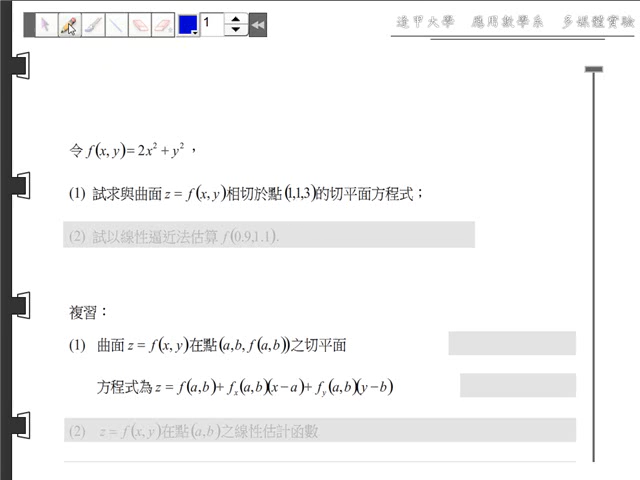 1
逢甲大學 應用數學系 多媒體實驗
令 f(x, y) = 2x² + y²，
(1) 試求與曲面 z = f(x, y)相切於點(1,1,3)的切平面方程式；
(2) 試以線性逼近法估算 f(0.9,1.1).
複習：
(1) 曲面 z = f(x, y)在點(a,b, f(a,b))之切平面
方程式為 z = f(a,b)+ fₓ(a,b)(x − a)+ f_y(a,b)(y − b)
(2) z = f(x, y)在點(a,b)之線性估計函數